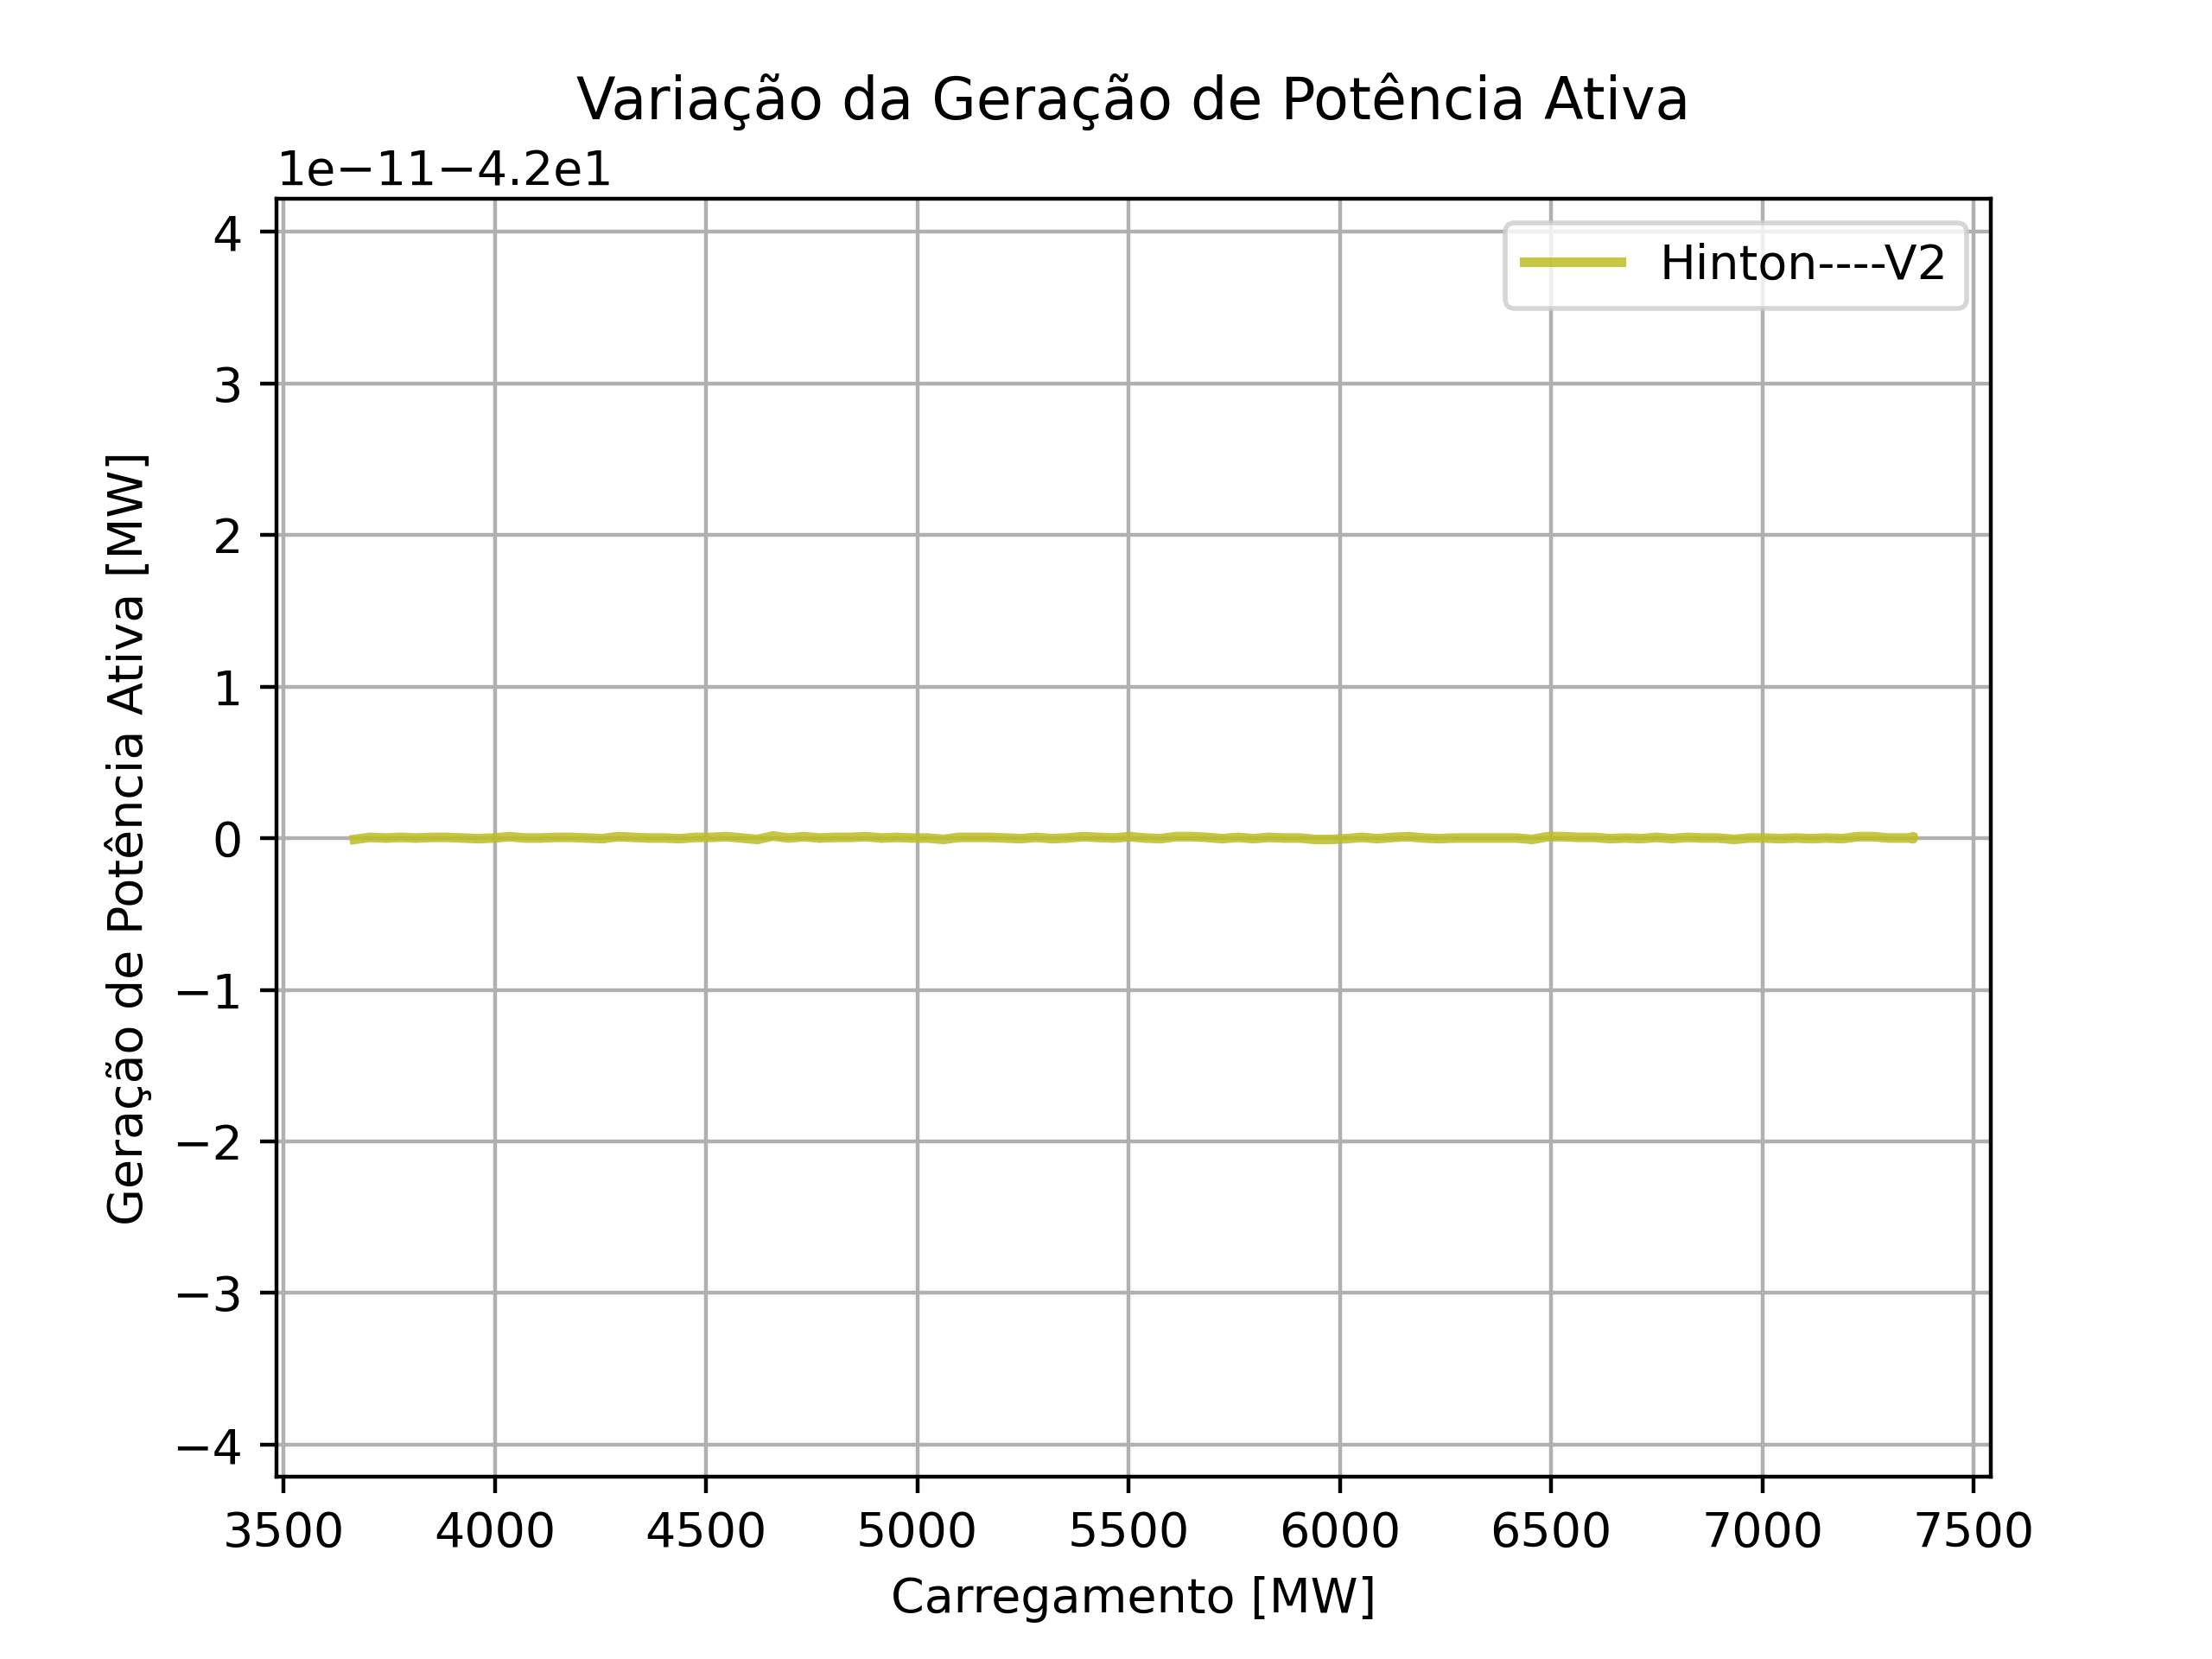 Variação da Geração de Potência Ativa
1e−11−4.2e1
Hinton----V2
4
3
2
1
0
−1
−2
−3
−4
Geração de Potência Ativa [MW]
3500 4000 4500 5000 5500 6000 6500 7000 7500
Carregamento [MW]